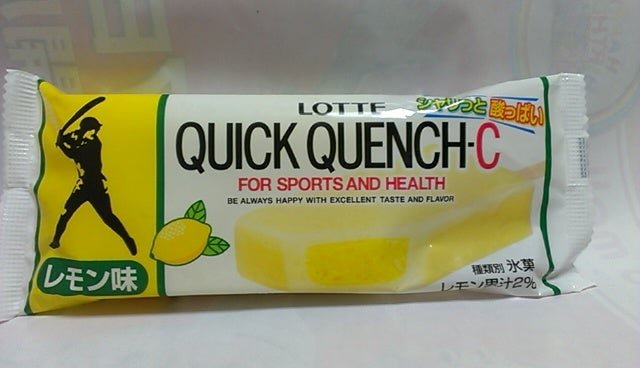 LOTTE
シャリッと 酸っぱい
QUICK QUENCH-C
FOR SPORTS AND HEALTH
BE ALWAYS HAPPY WITH EXCELLENT TASTE AND FLAVOR
レモン味
種類別 氷菓
レモン果汁2%